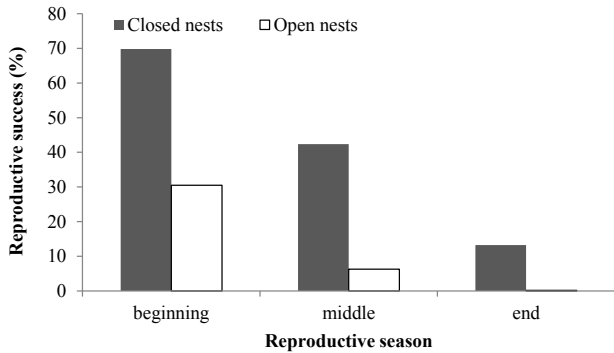 Closed nests Open nests
80
70
60
50
40
30
20
10
0
Reproductive success (%)
beginning middle end
Reproductive season